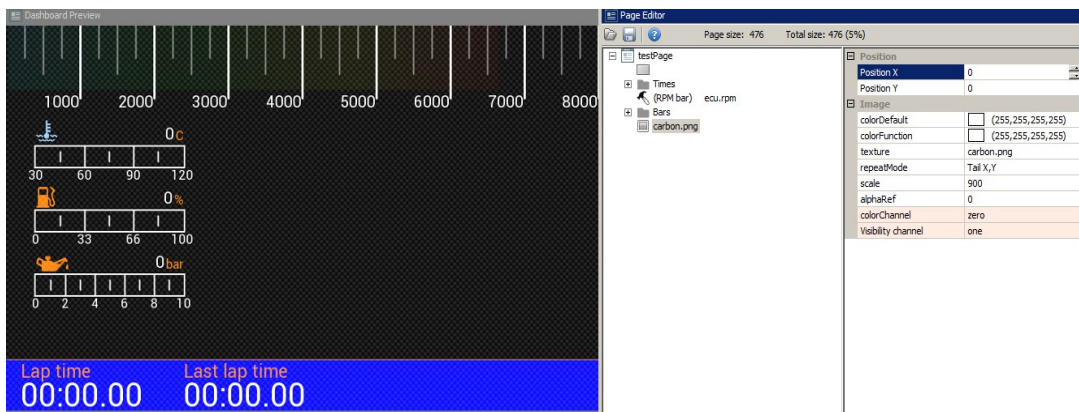 Dashboard Preview
1000 2000 3000 4000 5000 6000 7000 8000
0c
30 60 90 120
0%
0 33 66 100
0bar
0 2 4 6 8 10
Lap time Last lap time
00:00.00 00:00.00
Page Editor
Page size: 476 Total size: 476 (5%)
testPage
Times
(RPM bar) ecu.rpm
Bars
carbon.png
Position
Position X 0
Position Y 0
Image
colorDefault (255,255,255,255)
colorFunction (255,255,255,255)
texture carbon.png
repeatMode Tail X,Y
scale 900
alphaRef 0
colorChannel zero
Visibility channel one